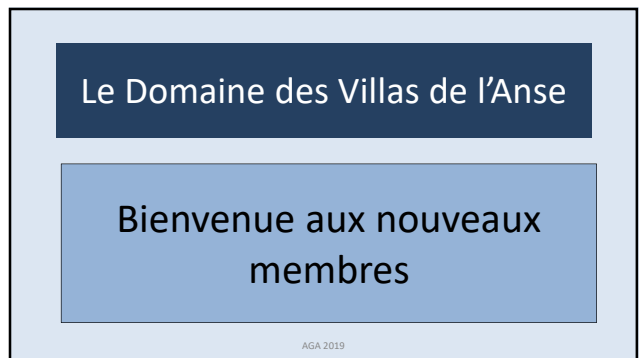 Le Domaine des Villas de l’Anse
Bienvenue aux nouveaux
membres
AGA 2019